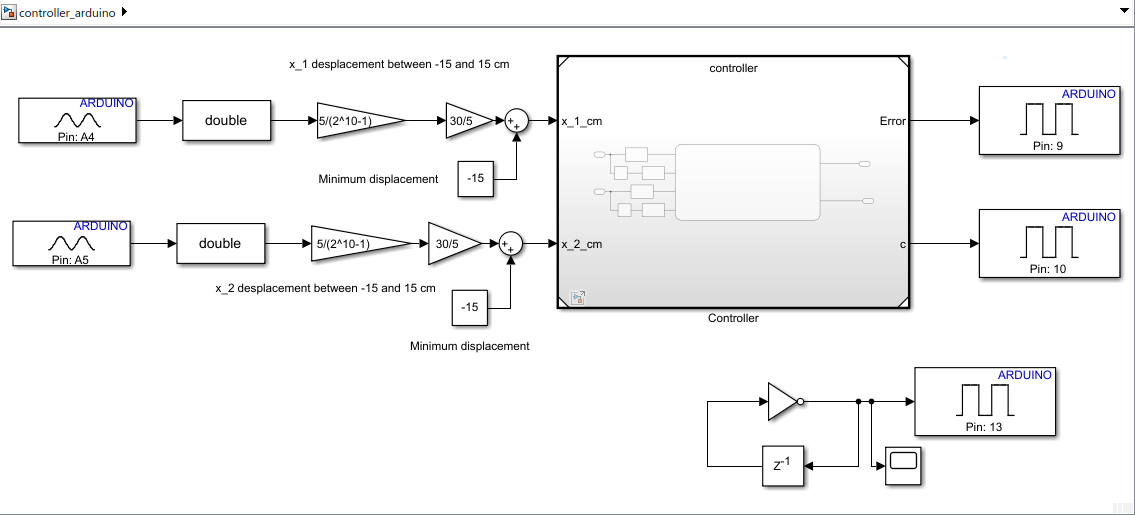 controller_arduino
x_1 desplacement between -15 and 15 cm
controller
ARDUINO
Pin: A4
double
5/(2^10-1)
30/5
+
+
x_1_cm
Error
ARDUINO
Pin: 9
Minimum displacement
-15
ARDUINO
Pin: A5
double
5/(2^10-1)
30/5
+
+
x_2_cm
c
ARDUINO
Pin: 10
x_2 desplacement between -15 and 15 cm
-15
Controller
Minimum displacement
ARDUINO
Pin: 13
Z-1